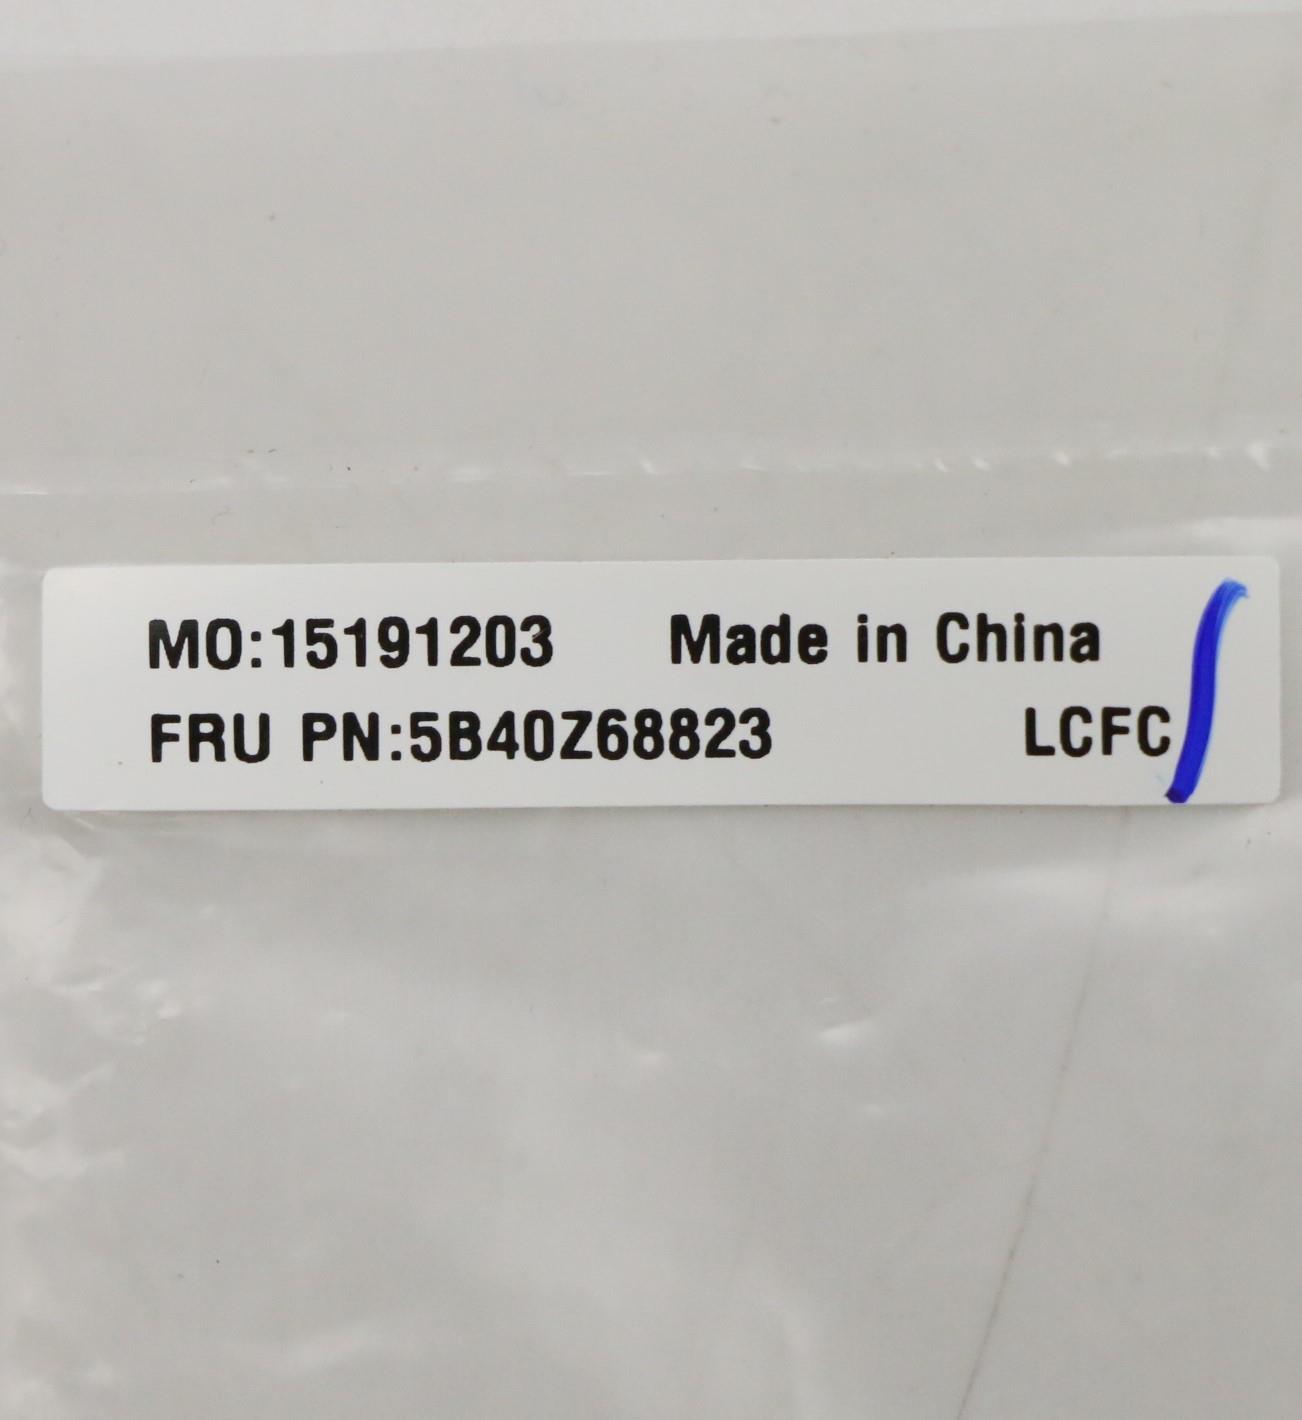 MO:15191203 Made in China
FRU PN:5B40Z68823 LCFC